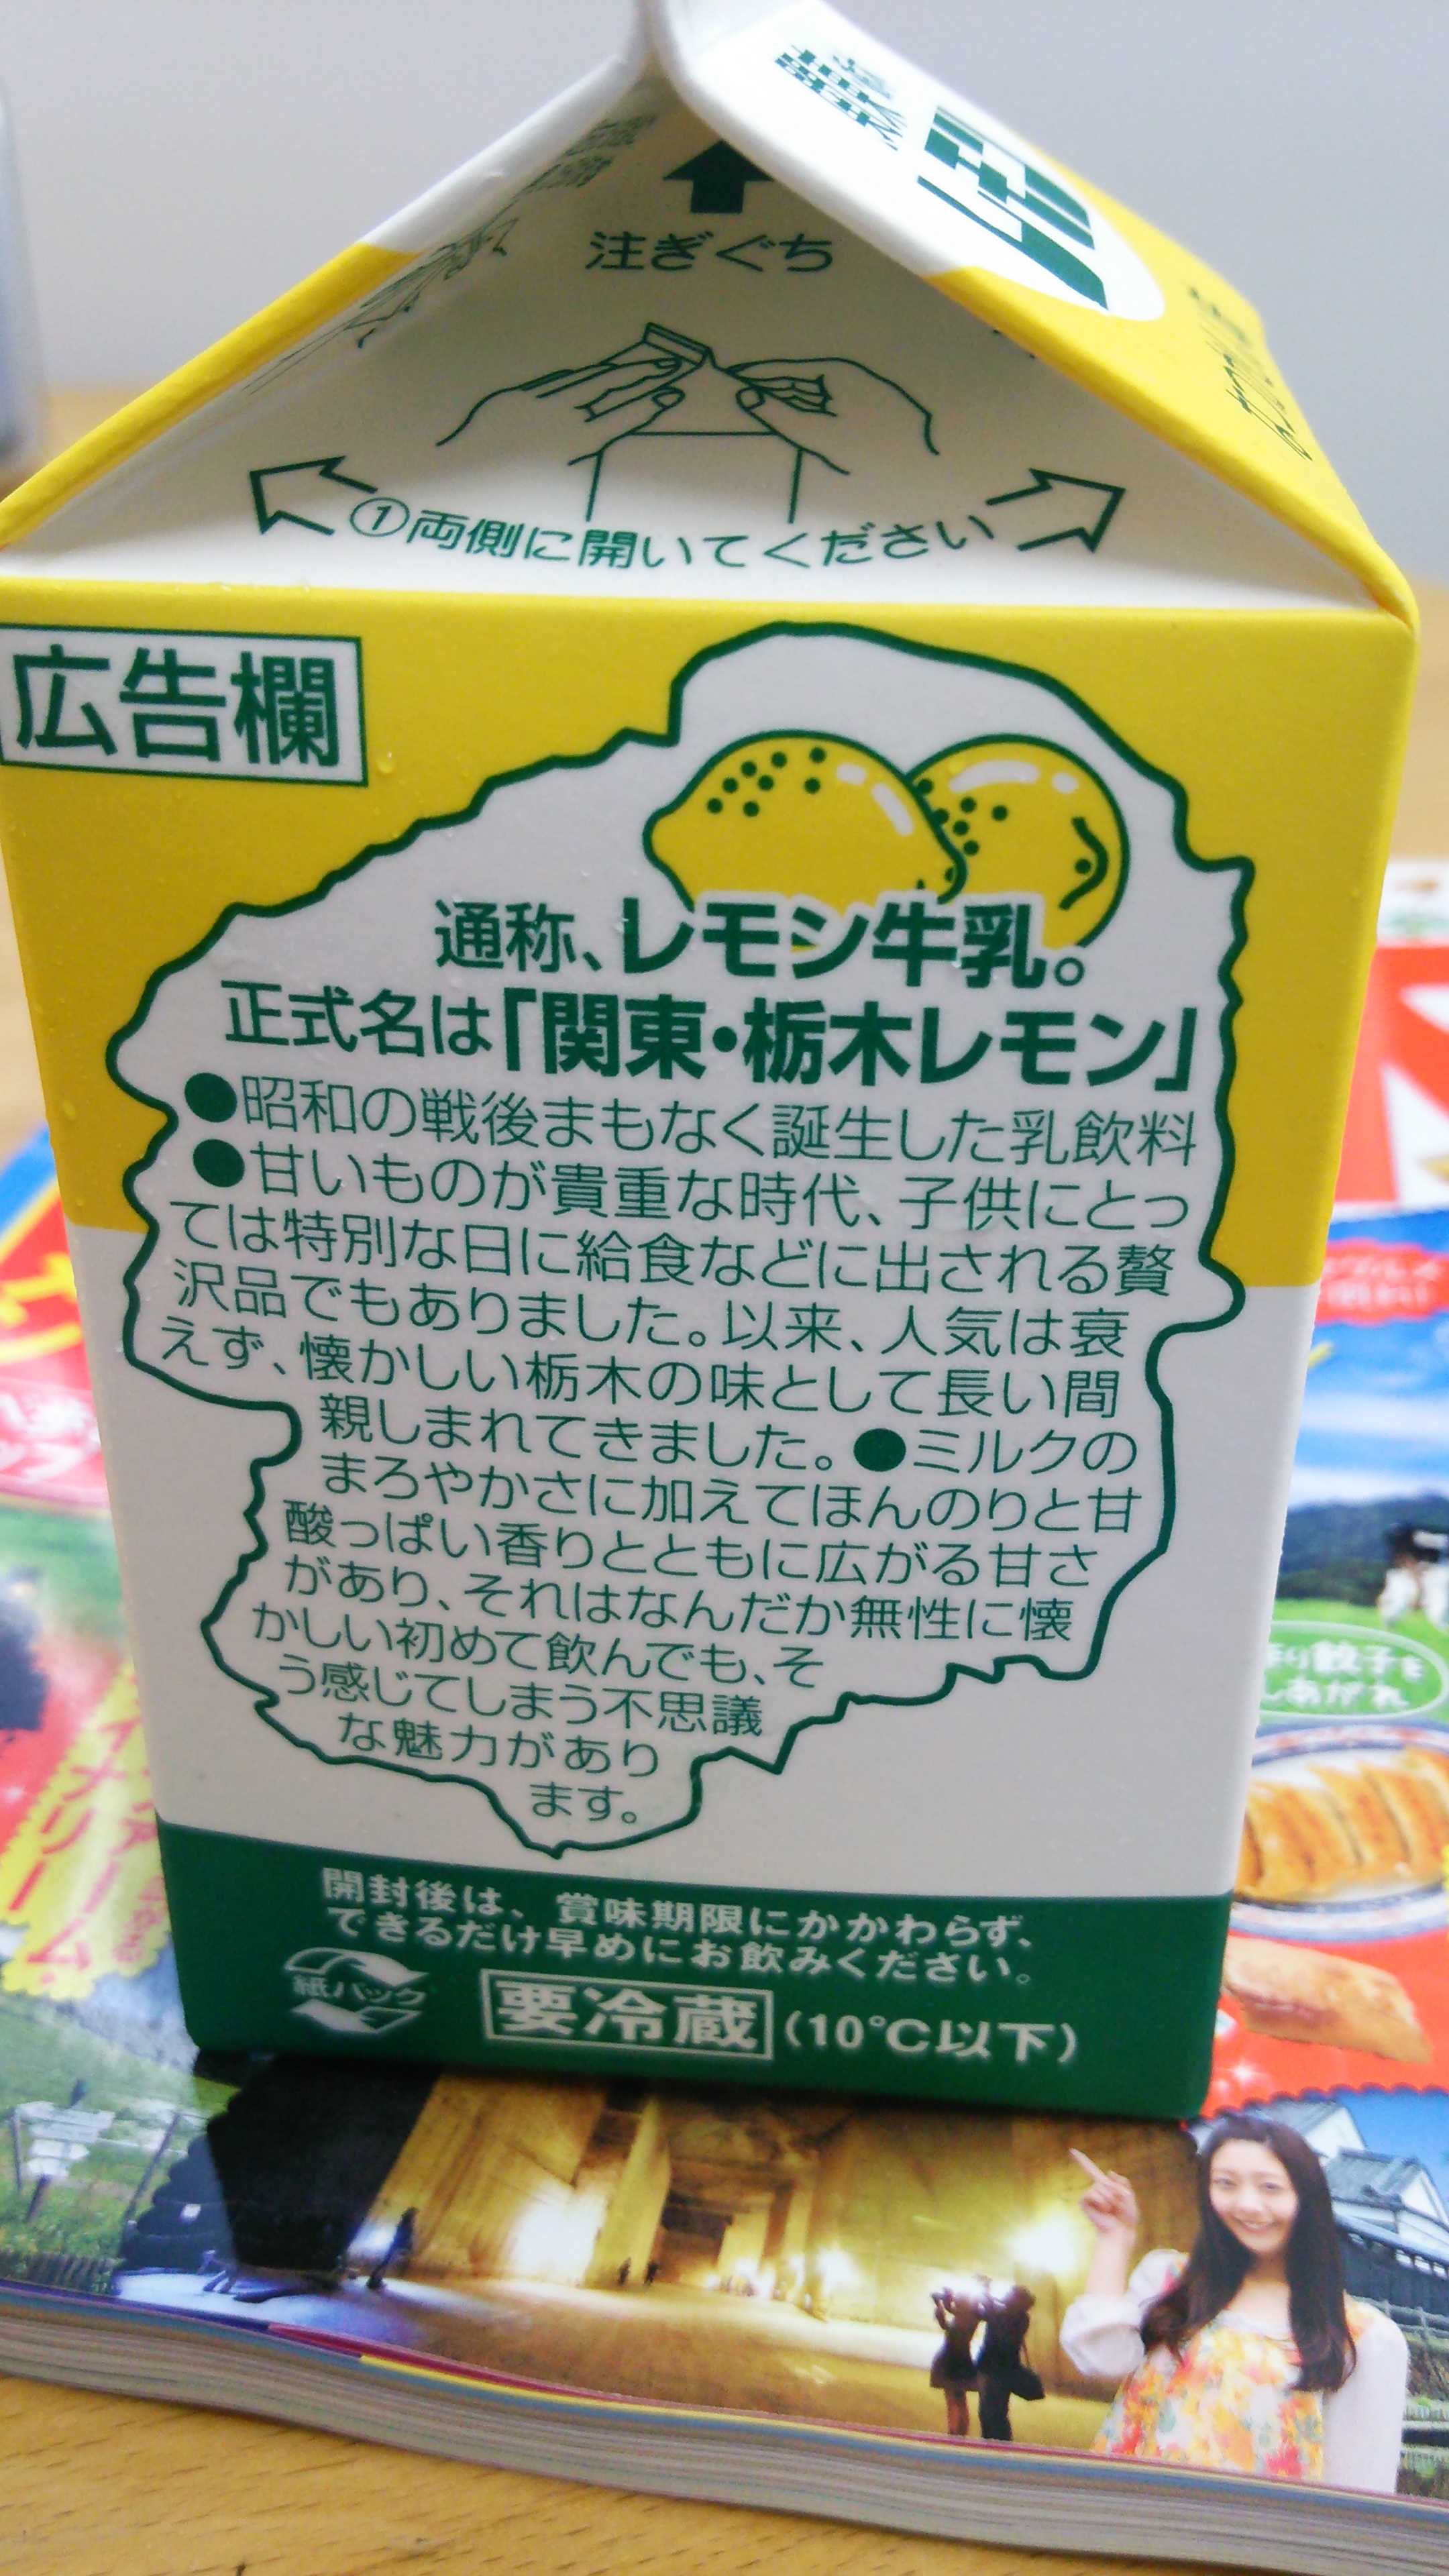 注ぎぐち
①両側に開いてください
広告欄
通称、レモン牛乳。
正式名は「関東・栃木レモン」
●昭和の戦後まもなく誕生した乳飲料
●甘いものが貴重な時代、子供にとっ
ては特別な日に給食などに出される贅
沢品でもありました。以来、人気は衰
えず、懐かしい栃木の味として長い間
親しまれてきました。●ミルクの
まろやかさに加えてほんのりと甘
酸っぱい香りとともに広がる甘さ
があり、それはなんだか無性に懐
かしい初めて飲んでも、そ
う感じてしまう不思議
な魅力があり
ます。
開封後は、賞味期限にかかわらず、
できるだけ早めにお飲みください。
紙パック
要冷蔵(10℃以下)
餃子を